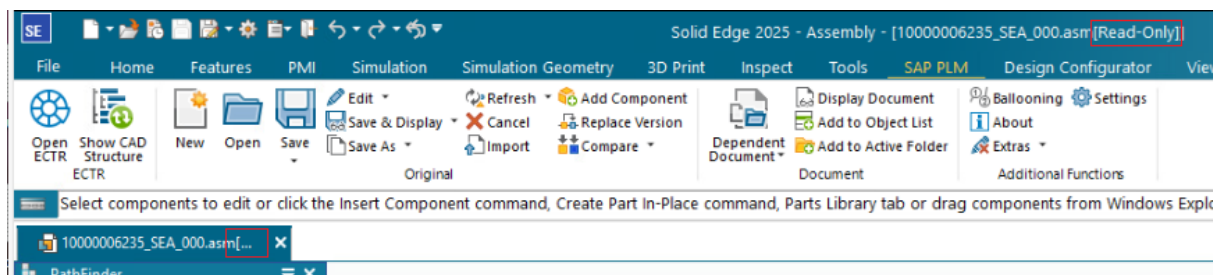 SE
Solid Edge 2025 - Assembly - [10000006235_SEA_000.asm[Read-Only]]
File Home Features PMI Simulation Simulation Geometry 3D Print Inspect Tools SAP PLM Design Configurator View
Edit Refresh Add Component Display Document Ballooning Settings
Save & Display Cancel Replace Version Add to Object List About
Open ECTR Show CAD Structure New Open Save Save As Import Compare Dependent Document Add to Active Folder Extras
ECTR Original Document Additional Functions
Select components to edit or click the Insert Component command, Create Part In-Place command, Parts Library tab or drag components from Windows Explo
10000006235_SEA_000.asm[...
PathFinder